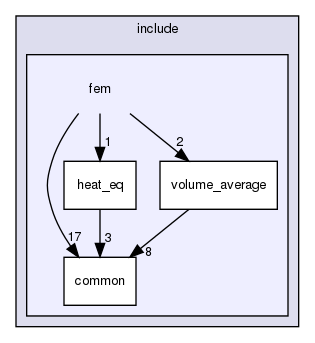 include
fem
1
2
heat_eq
volume_average
17
3
8
common